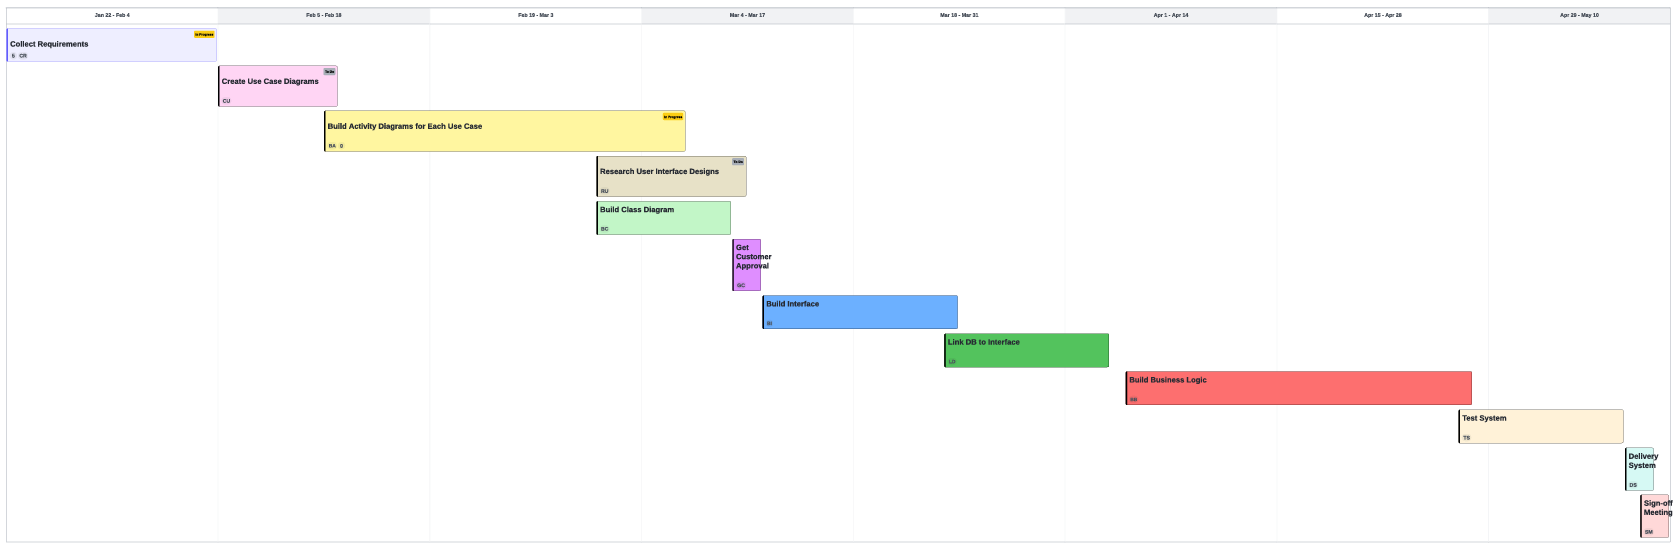 Jan 22 - Feb 4 Feb 5 - Feb 18 Feb 19 - Mar 3 Mar 4 - Mar 17 Mar 18 - Mar 31 Apr 1 - Apr 14 Apr 15 - Apr 28 Apr 29 - May 10
In Progress
Collect Requirements
CR
To Do
Create Use Case Diagrams
CU
In Progress
Build Activity Diagrams for Each Use Case
BA D
To Do
Research User Interface Designs
RU
Build Class Diagram
BC
Get
Customer
Approval
GC
Build Interface
BI
Link DB to Interface
Build Business Logic
BB
Test System
TS
Delivery
System
DS
Sign-off
Meeting
SM